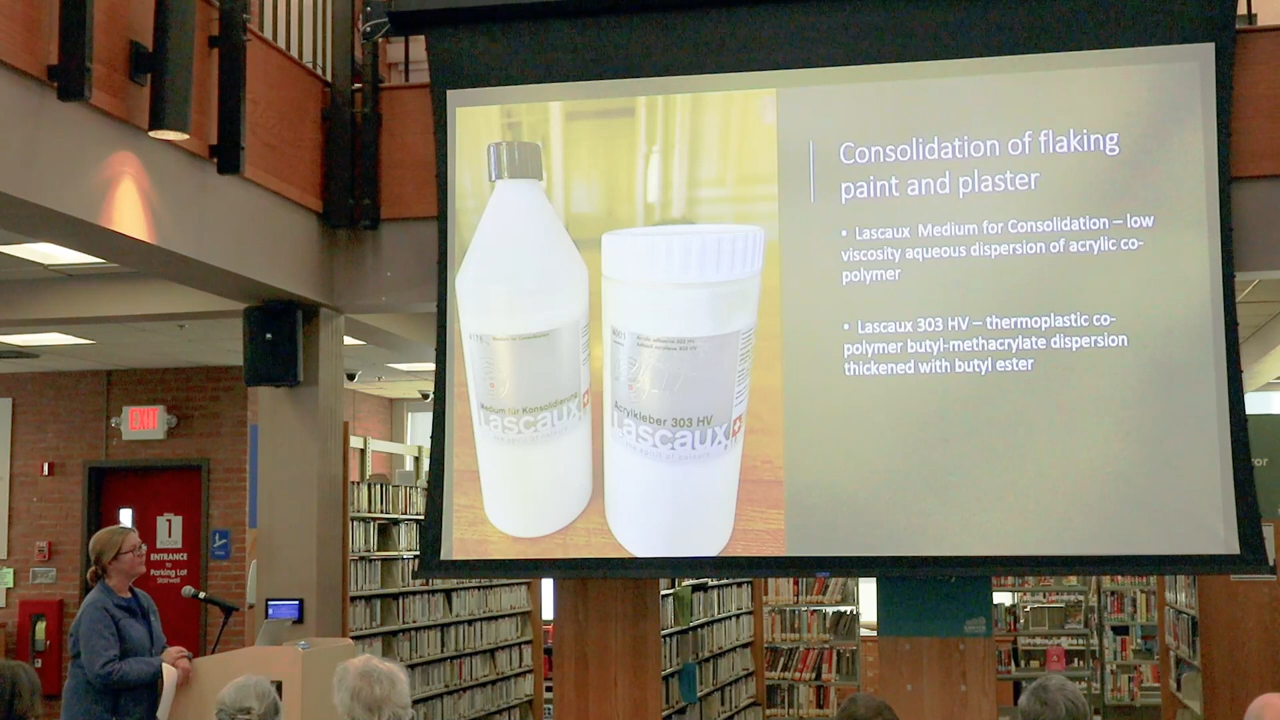 Consolidation of flaking
paint and plaster
• Lascaux Medium for Consolidation – low
viscosity aqueous dispersion of acrylic co-
polymer
• Lascaux 303 HV – thermoplastic co-
polymer butyl-methacrylate dispersion
thickened with butyl ester
Medium für Konsolidierung
Lascaux
Acrylkleber 303 HV
Lascaux
EXIT
1
FLOOR
ENTRANCE
to
Parking Lot
Stairwell